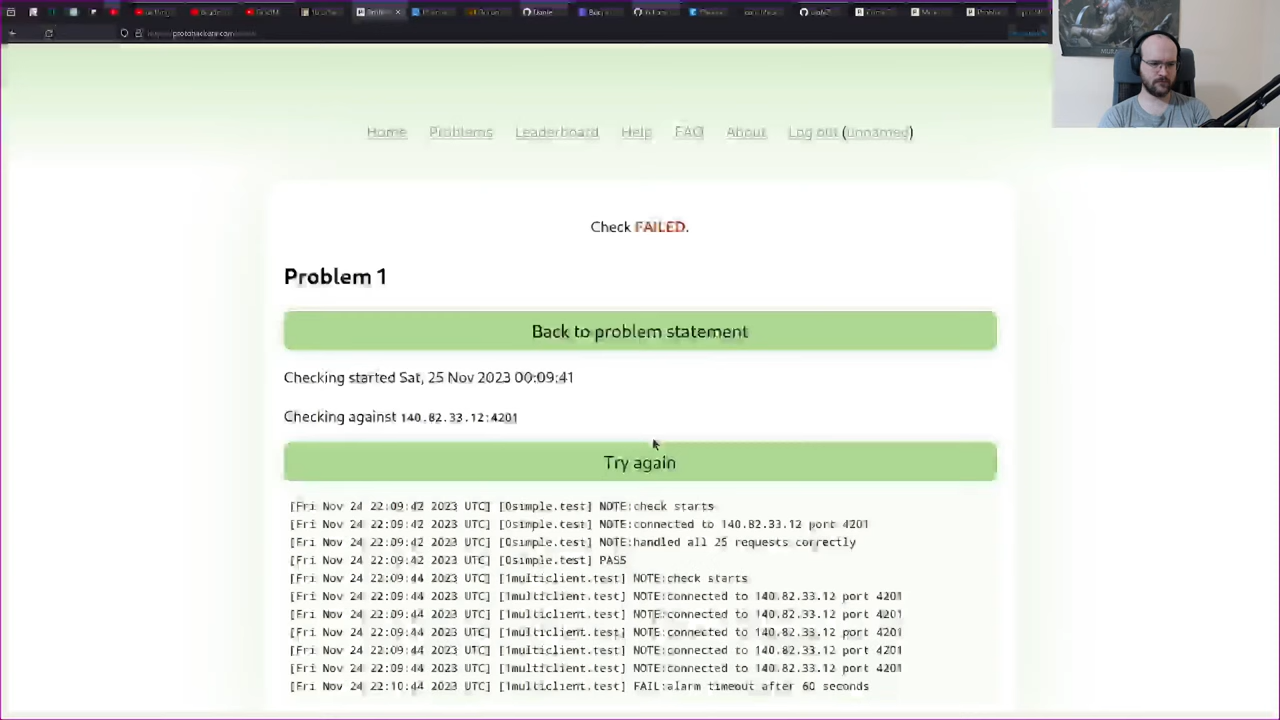 protohackers.com
Home Problems Leaderboard Help FAQ About Log out (unnamed)
Check FAILED.
Problem 1
Back to problem statement
Checking started Sat, 25 Nov 2023 00:09:41
Checking against 140.82.33.12:4201
Try again
[Fri Nov 24 22:09:42 2023 UTC] [0simple.test] NOTE:check starts
[Fri Nov 24 22:09:42 2023 UTC] [0simple.test] NOTE:connected to 140.82.33.12 port 4201
[Fri Nov 24 22:09:42 2023 UTC] [0simple.test] NOTE:handled all 25 requests correctly
[Fri Nov 24 22:09:42 2023 UTC] [0simple.test] PASS
[Fri Nov 24 22:09:44 2023 UTC] [1multiclient.test] NOTE:check starts
[Fri Nov 24 22:09:44 2023 UTC] [1multiclient.test] NOTE:connected to 140.82.33.12 port 4201
[Fri Nov 24 22:09:44 2023 UTC] [1multiclient.test] NOTE:connected to 140.82.33.12 port 4201
[Fri Nov 24 22:09:44 2023 UTC] [1multiclient.test] NOTE:connected to 140.82.33.12 port 4201
[Fri Nov 24 22:09:44 2023 UTC] [1multiclient.test] NOTE:connected to 140.82.33.12 port 4201
[Fri Nov 24 22:09:44 2023 UTC] [1multiclient.test] NOTE:connected to 140.82.33.12 port 4201
[Fri Nov 24 22:10:44 2023 UTC] [1multiclient.test] FAIL:alarm timeout after 60 seconds